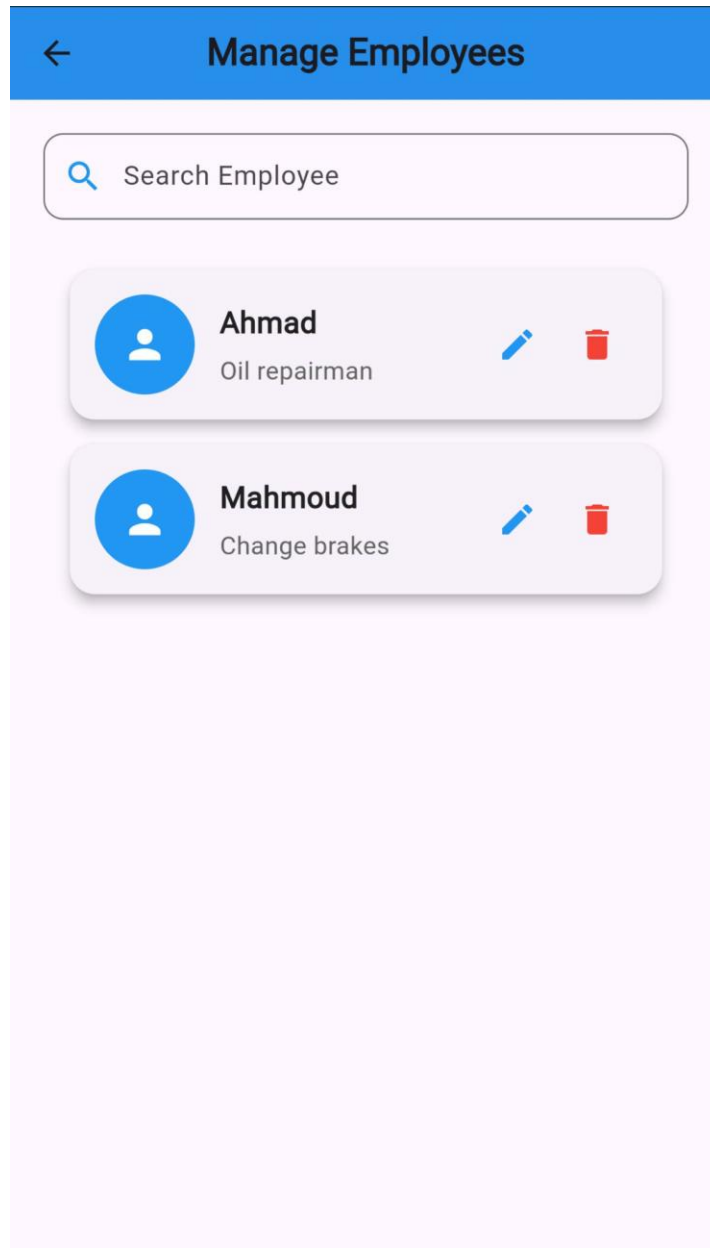 Manage Employees
Search Employee
Ahmad
Oil repairman
Mahmoud
Change brakes